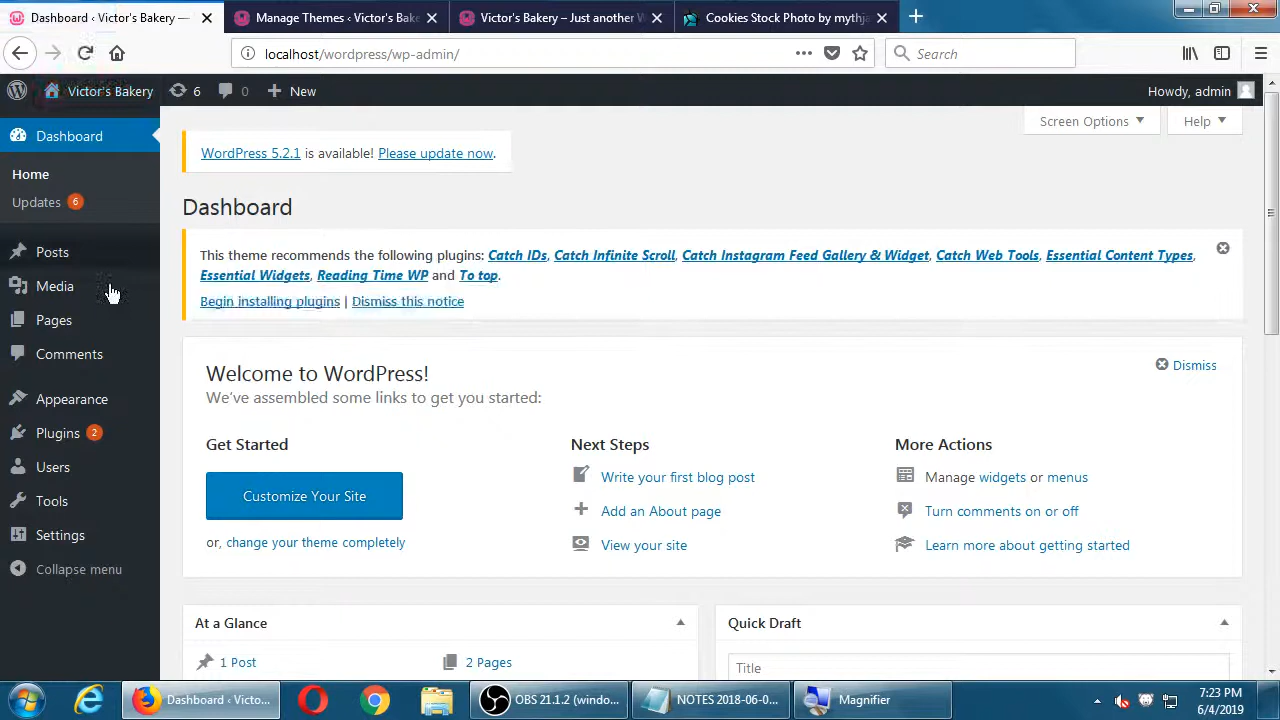 Dashboard ‹ Victor's Bakery —
Manage Themes ‹ Victor's Bake
Victor's Bakery – Just another W
Cookies Stock Photo by mythja
localhost/wordpress/wp-admin/
Search
Victor's Bakery
6
0
New
Howdy, admin
Dashboard
Home
Updates 6
Posts
Media
Pages
Comments
Appearance
Plugins 2
Users
Tools
Settings
Collapse menu
Screen Options
Help
WordPress 5.2.1 is available! Please update now.
Dashboard
This theme recommends the following plugins: Catch IDs, Catch Infinite Scroll, Catch Instagram Feed Gallery & Widget, Catch Web Tools, Essential Content Types,
Essential Widgets, Reading Time WP and To top.
Begin installing plugins | Dismiss this notice
Welcome to WordPress!
Dismiss
We've assembled some links to get you started:
Get Started
Customize Your Site
or, change your theme completely
Next Steps
Write your first blog post
Add an About page
View your site
More Actions
Manage widgets or menus
Turn comments on or off
Learn more about getting started
At a Glance
1 Post
2 Pages
Quick Draft
Title
Dashboard ‹ Victo...
OBS 21.1.2 (windo...
NOTES 2018-06-0...
Magnifier
7:23 PM
6/4/2019